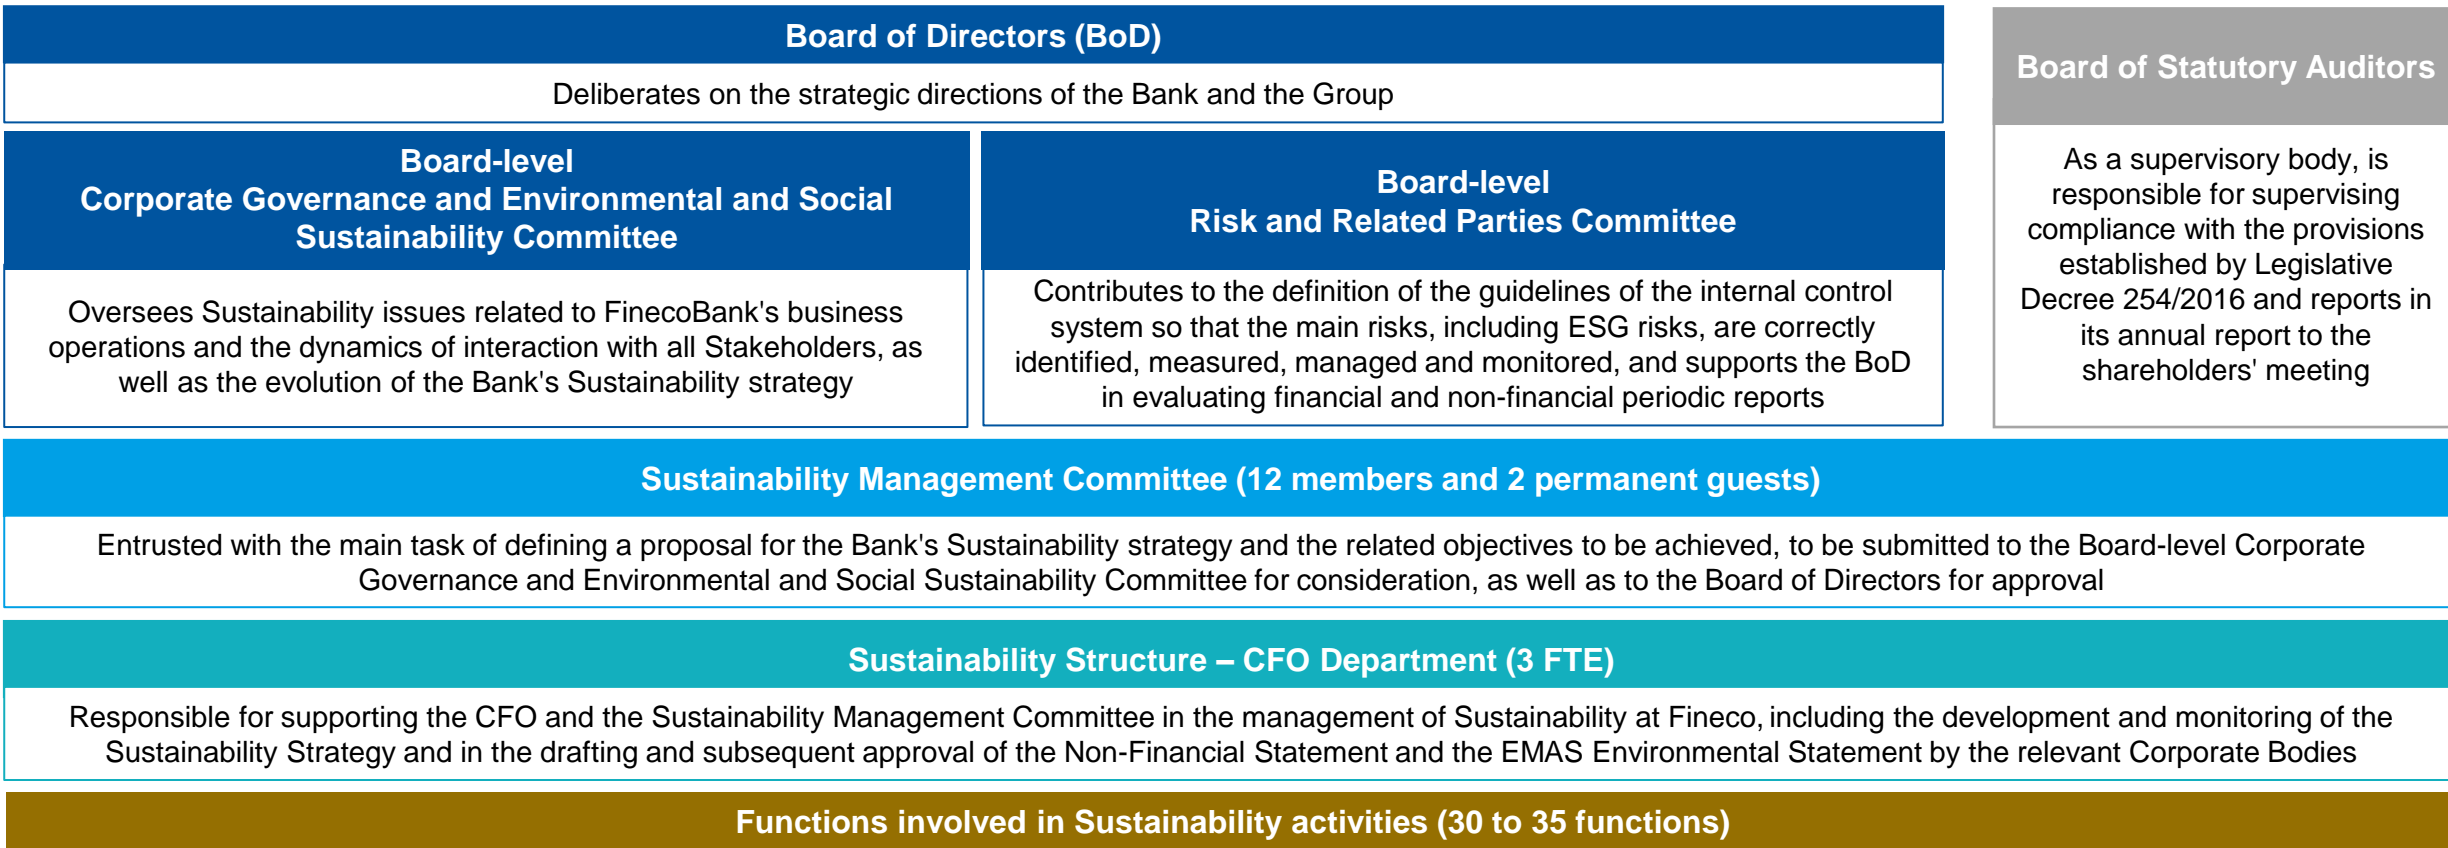 Board of Directors (BoD)
Deliberates on the strategic directions of the Bank and the Group
Board-level
Corporate Governance and Environmental and Social
Sustainability Committee
Oversees Sustainability issues related to FinecoBank's business
operations and the dynamics of interaction with all Stakeholders, as
well as the evolution of the Bank's Sustainability strategy
Board-level
Risk and Related Parties Committee
Contributes to the definition of the guidelines of the internal control
system so that the main risks, including ESG risks, are correctly
identified, measured, managed and monitored, and supports the BoD
in evaluating financial and non-financial periodic reports
Board of Statutory Auditors
As a supervisory body, is
responsible for supervising
compliance with the provisions
established by Legislative
Decree 254/2016 and reports in
its annual report to the
shareholders' meeting
Sustainability Management Committee (12 members and 2 permanent guests)
Entrusted with the main task of defining a proposal for the Bank's Sustainability strategy and the related objectives to be achieved, to be submitted to the Board-level Corporate
Governance and Environmental and Social Sustainability Committee for consideration, as well as to the Board of Directors for approval
Sustainability Structure – CFO Department (3 FTE)
Responsible for supporting the CFO and the Sustainability Management Committee in the management of Sustainability at Fineco, including the development and monitoring of the
Sustainability Strategy and in the drafting and subsequent approval of the Non-Financial Statement and the EMAS Environmental Statement by the relevant Corporate Bodies
Functions involved in Sustainability activities (30 to 35 functions)